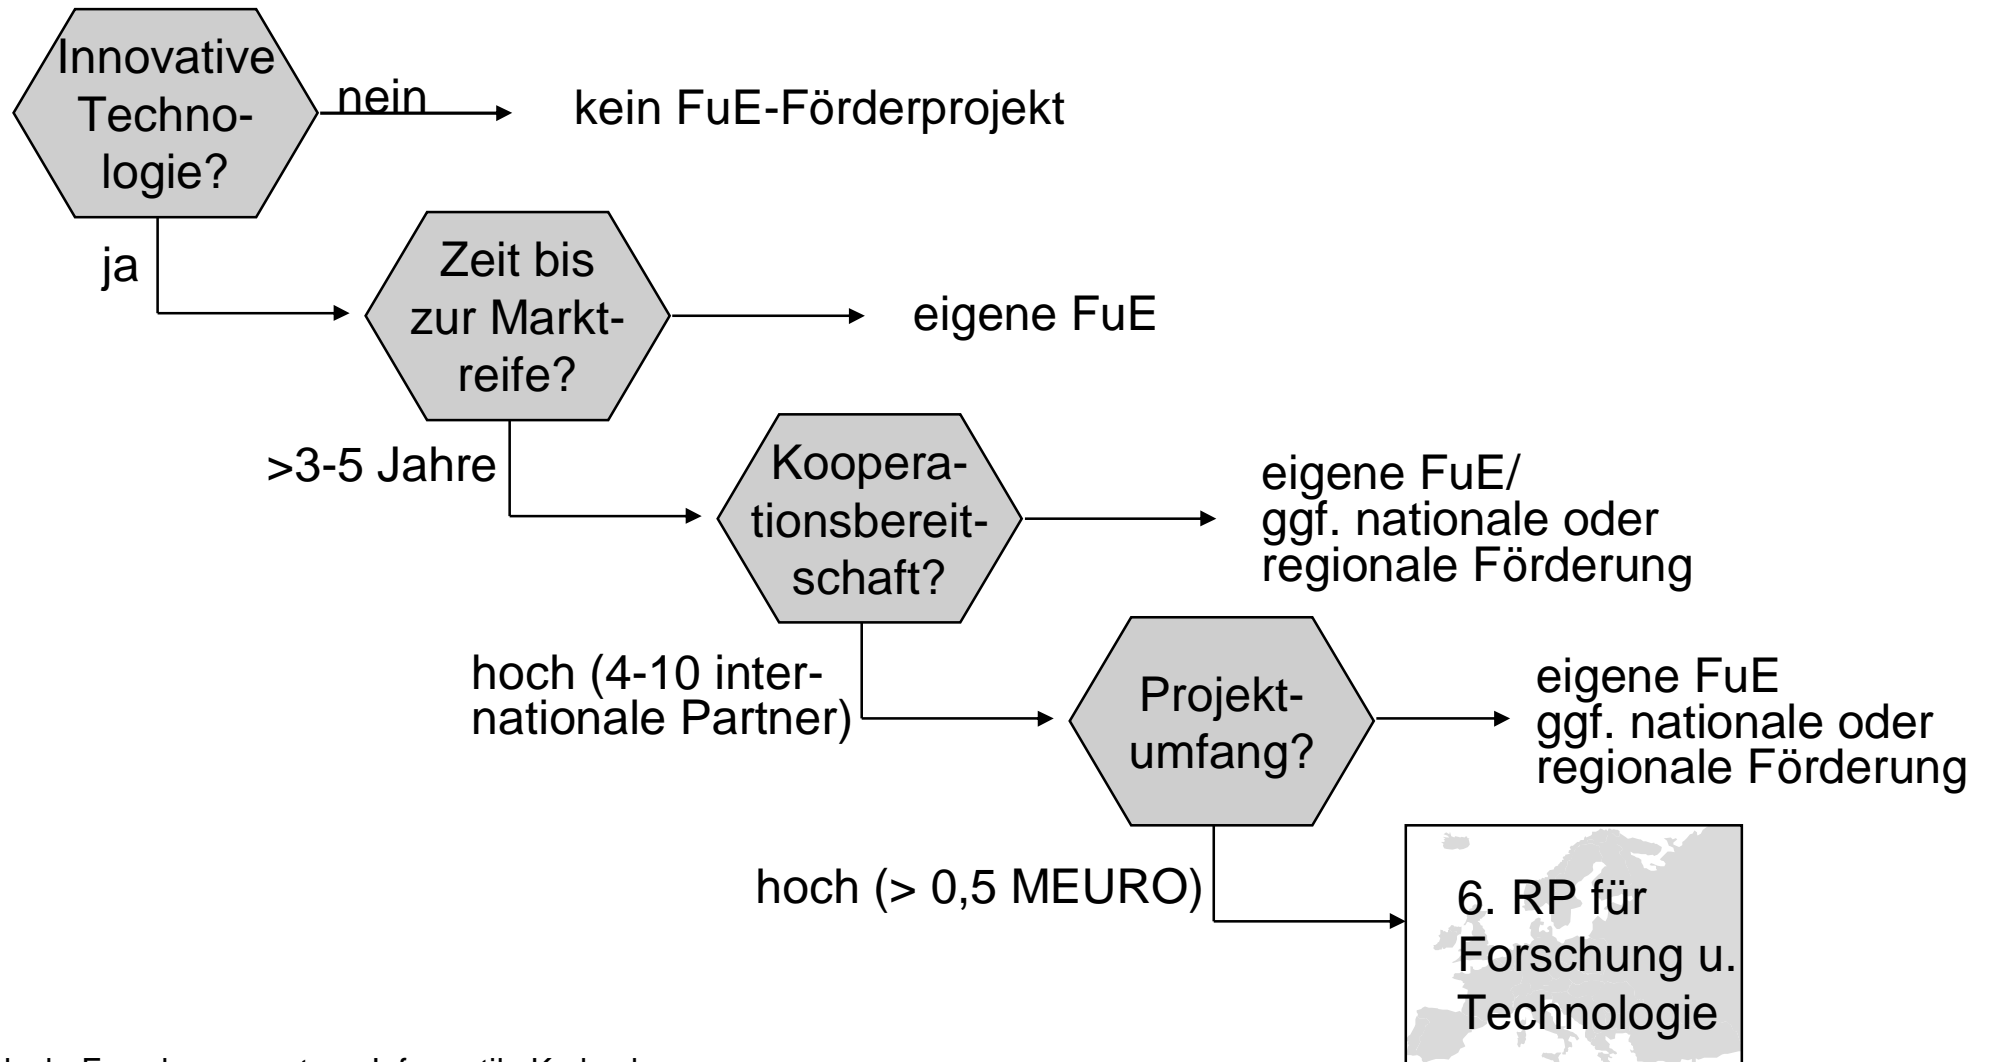 Innovative
Techno-
logie?
nein
kein FuE-Förderprojekt
ja
Zeit bis
zur Markt-
reife?
eigene FuE
>3-5 Jahre
Koopera-
tionsbereit-
schaft?
eigene FuE/
ggf. nationale oder
regionale Förderung
hoch (4-10 inter-
nationale Partner)
Projekt-
umfang?
eigene FuE
ggf. nationale oder
regionale Förderung
hoch (> 0,5 MEURO)
6. RP für
Forschung u.
Technologie